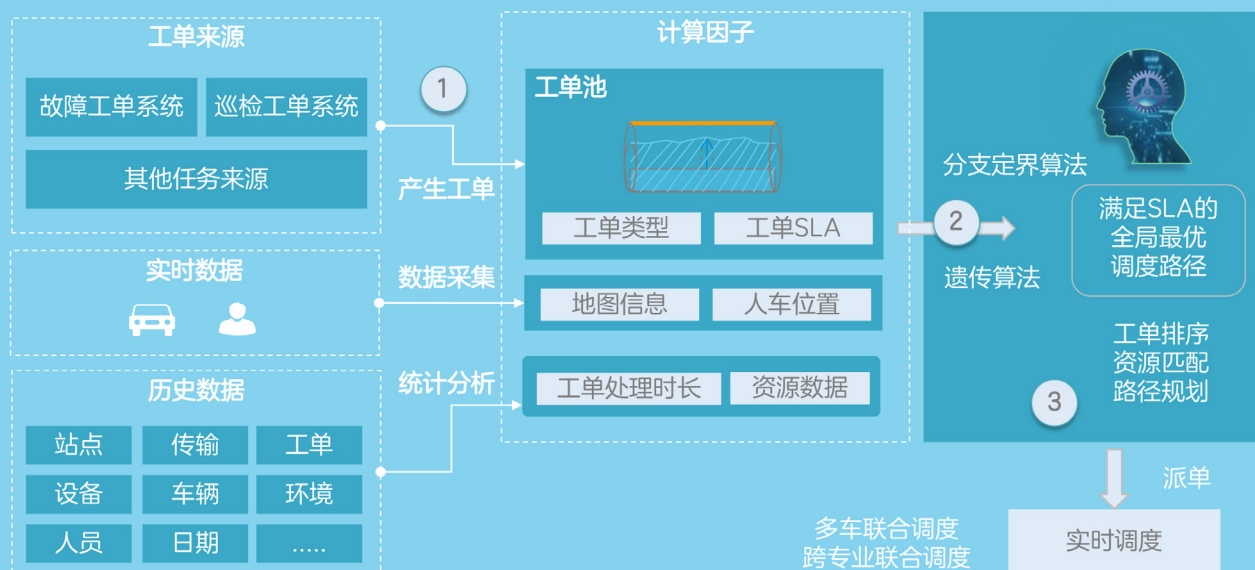 工单来源
故障工单系统
巡检工单系统
其他任务来源
实时数据
历史数据
站点
传输
工单
设备
车辆
环境
人员
日期
.....
1
产生工单
数据采集
统计分析
计算因子
工单池
工单类型
工单SLA
地图信息
人车位置
工单处理时长
资源数据
2
分支定界算法
遗传算法
满足SLA的
全局最优
调度路径
工单排序
资源匹配
路径规划
3
派单
多车联合调度
跨专业联合调度
实时调度